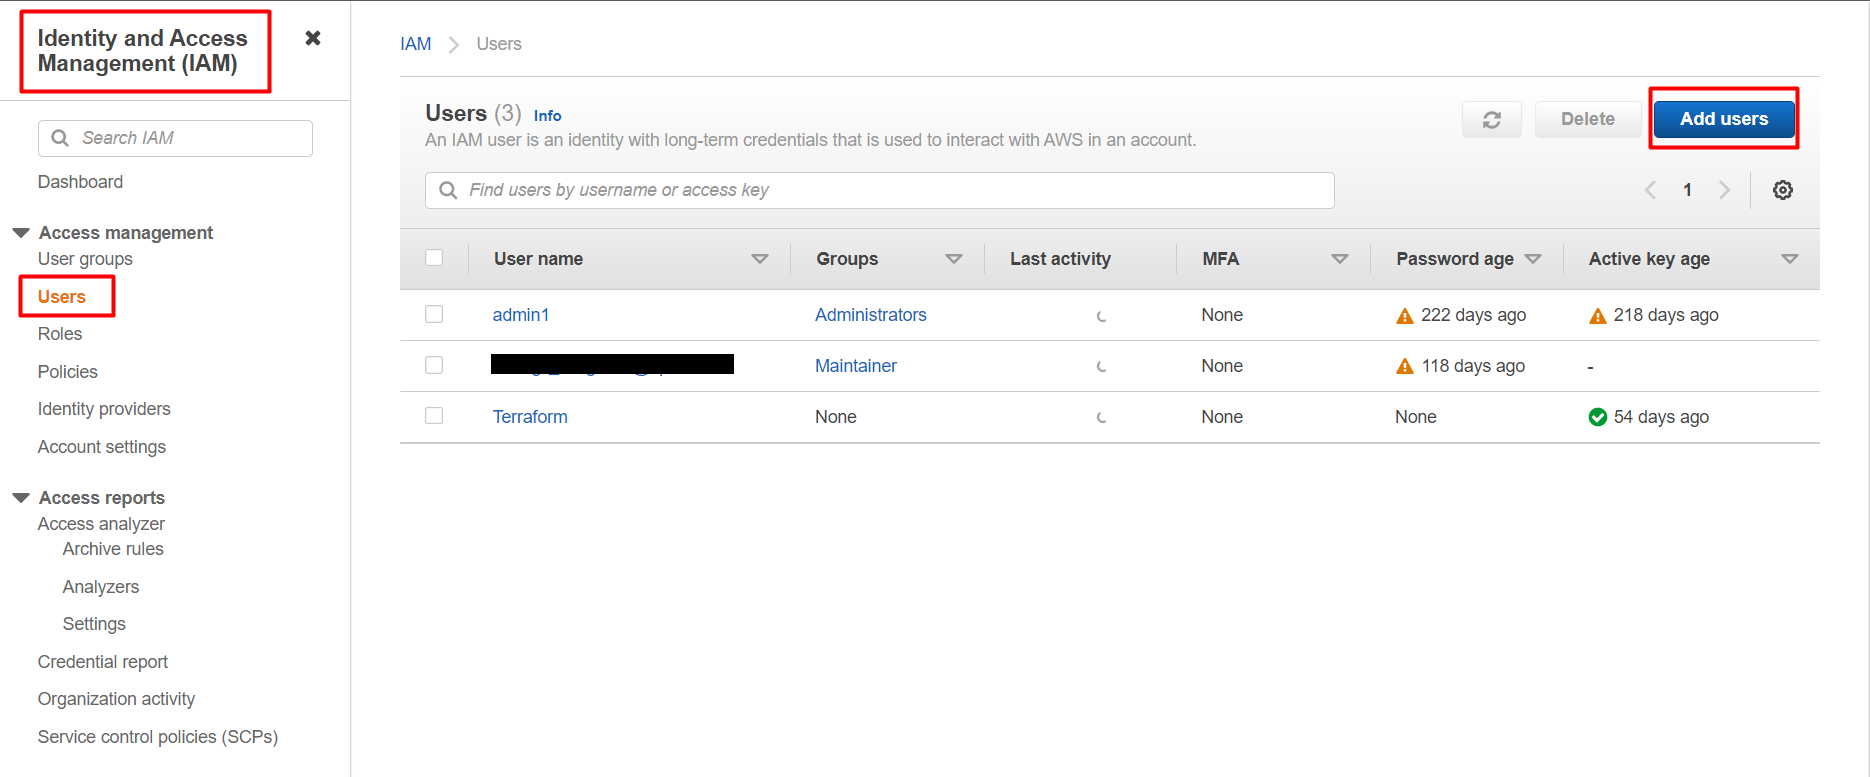 Identity and Access
Management (IAM)
Search IAM
Dashboard
Access management
User groups
Users
Roles
Policies
Identity providers
Account settings
Access reports
Access analyzer
Archive rules
Analyzers
Settings
Credential report
Organization activity
Service control policies (SCPs)
IAM Users
Users (3) Info
An IAM user is an identity with long-term credentials that is used to interact with AWS in an account.
Delete Add users
Find users by username or access key
1
User name Groups Last activity MFA Password age Active key age
admin1 Administrators None 222 days ago 218 days ago
Maintainer None 118 days ago -
Terraform None None None 54 days ago